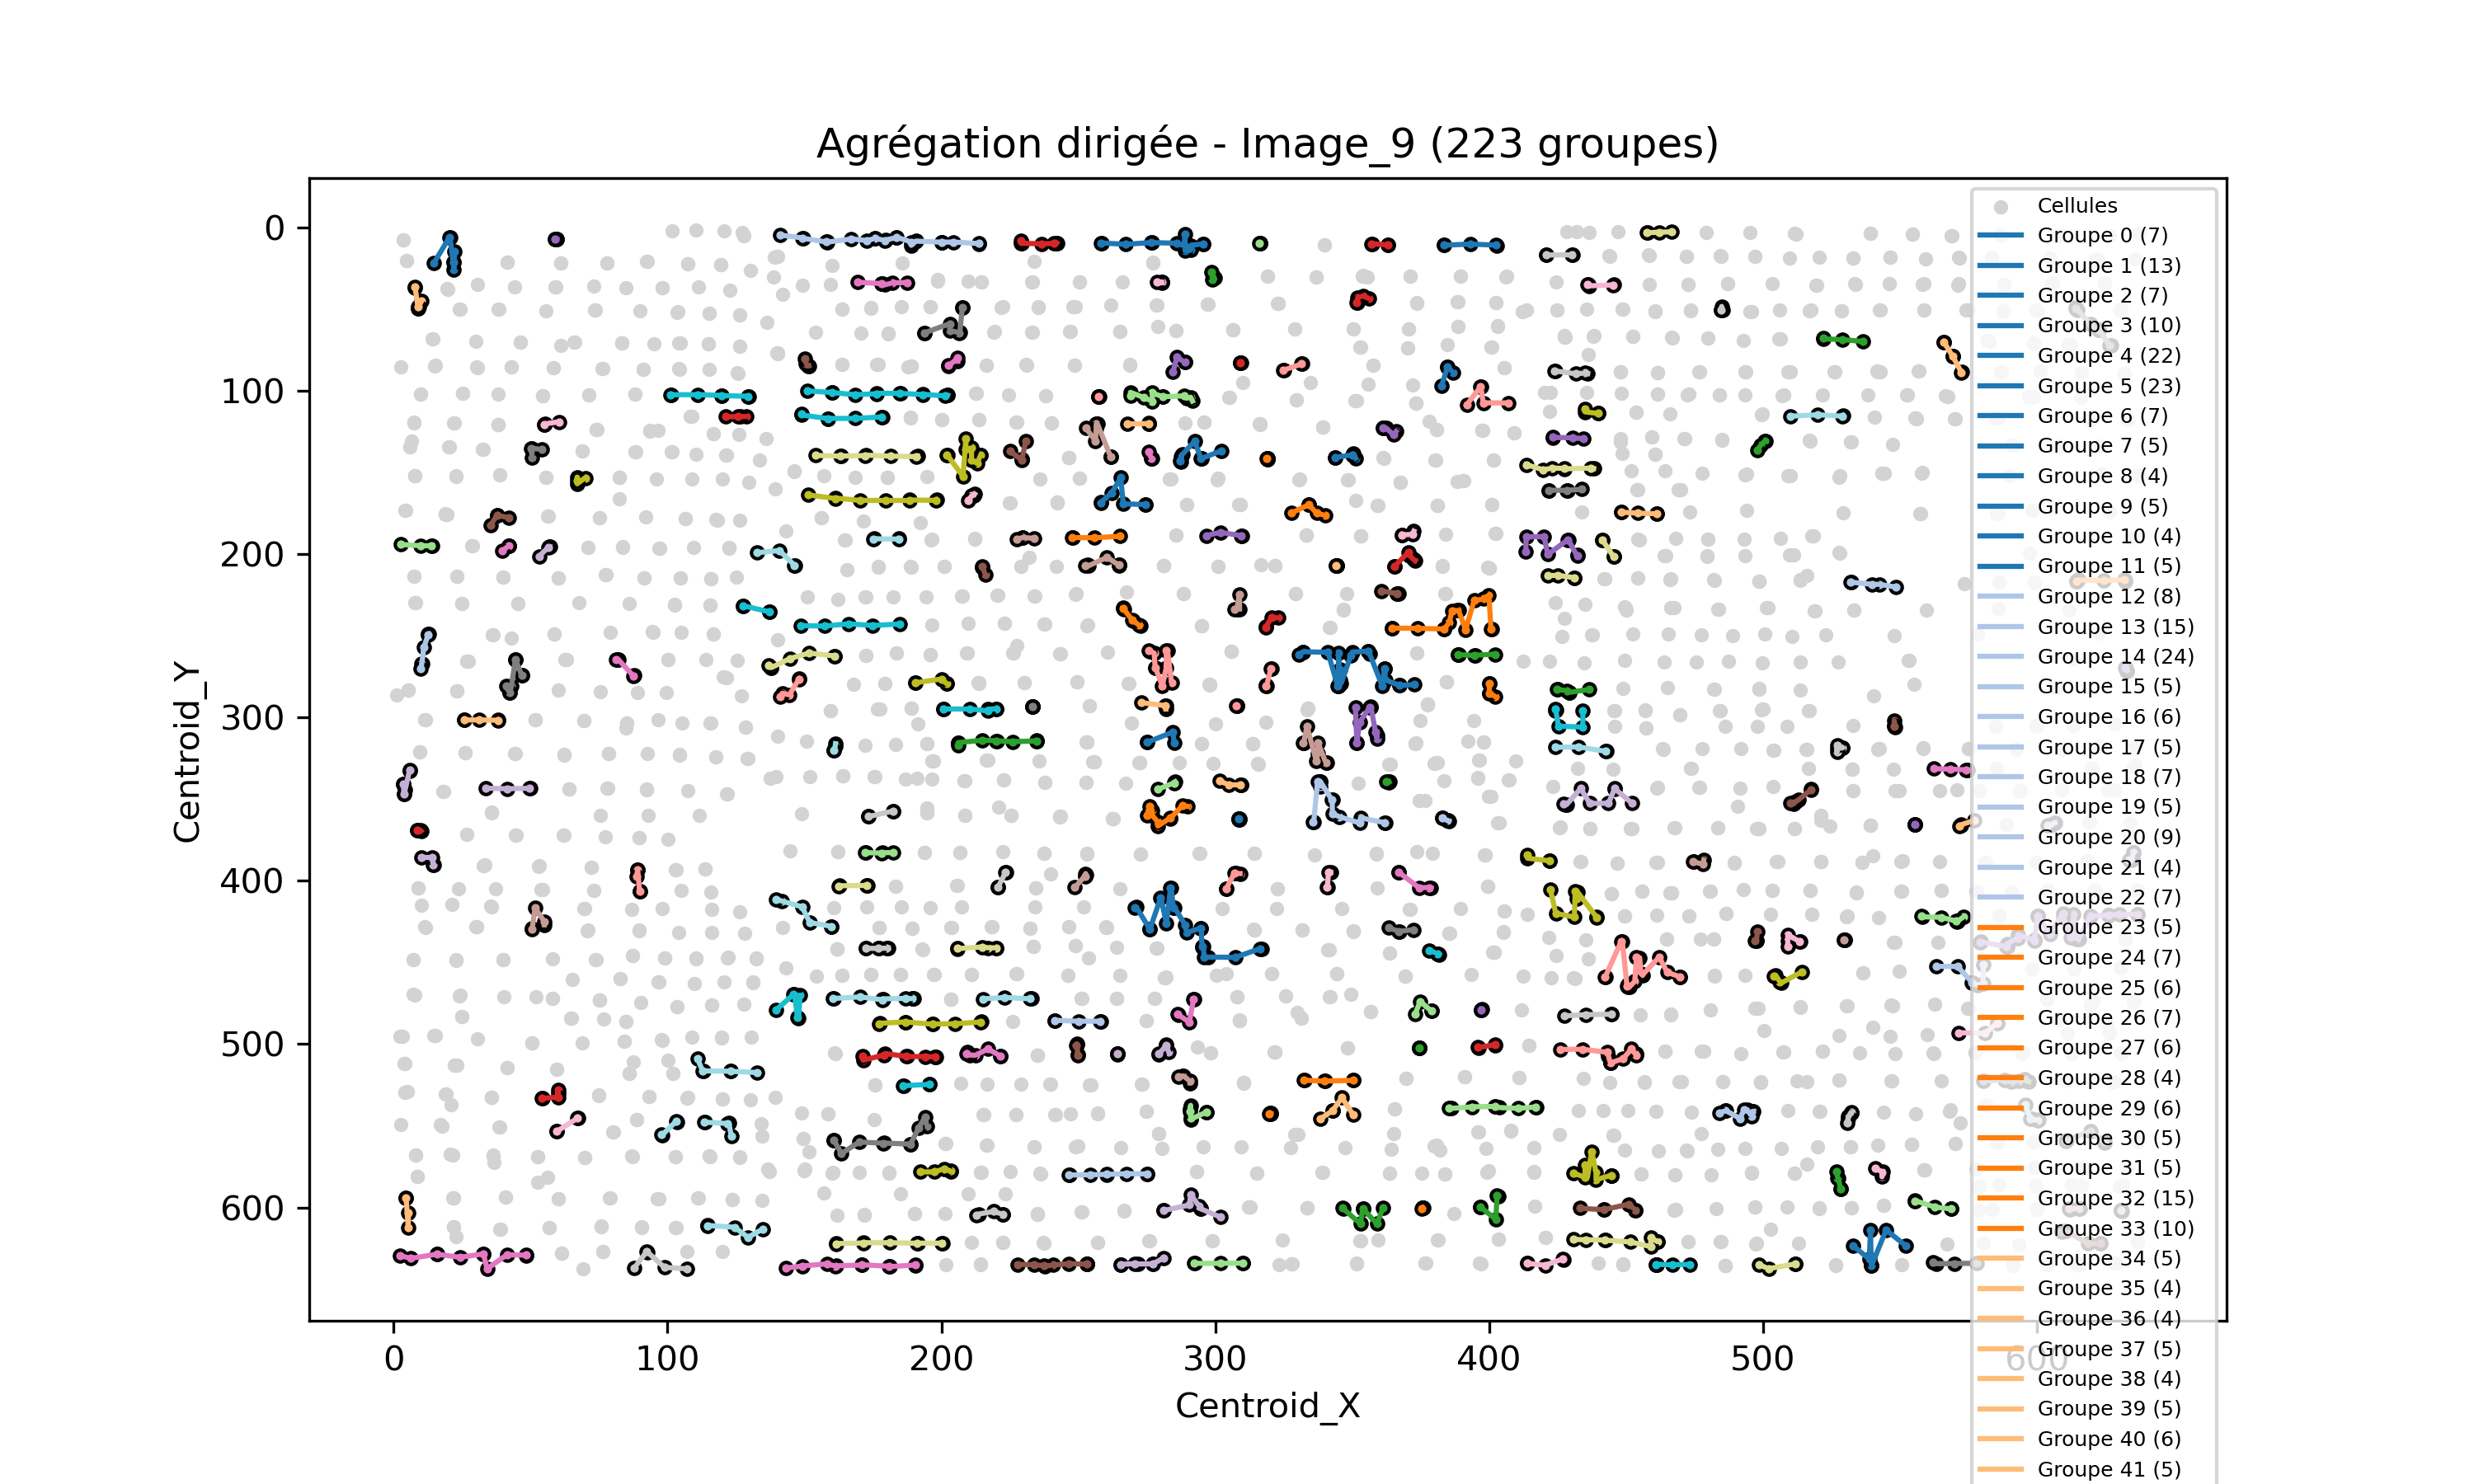 Agrégation dirigée - Image_9 (223 groupes)
Centroid_Y
0
100
200
300
400
500
600
0
100
200
300
400
500
600
Centroid_X
Cellules
Groupe 0 (7)
Groupe 1 (13)
Groupe 2 (7)
Groupe 3 (10)
Groupe 4 (22)
Groupe 5 (23)
Groupe 6 (7)
Groupe 7 (5)
Groupe 8 (4)
Groupe 9 (5)
Groupe 10 (4)
Groupe 11 (5)
Groupe 12 (8)
Groupe 13 (15)
Groupe 14 (24)
Groupe 15 (5)
Groupe 16 (6)
Groupe 17 (5)
Groupe 18 (7)
Groupe 19 (5)
Groupe 20 (9)
Groupe 21 (4)
Groupe 22 (7)
Groupe 23 (5)
Groupe 24 (7)
Groupe 25 (6)
Groupe 26 (7)
Groupe 27 (6)
Groupe 28 (4)
Groupe 29 (6)
Groupe 30 (5)
Groupe 31 (5)
Groupe 32 (15)
Groupe 33 (10)
Groupe 34 (5)
Groupe 35 (4)
Groupe 36 (4)
Groupe 37 (5)
Groupe 38 (4)
Groupe 39 (5)
Groupe 40 (6)
Groupe 41 (5)